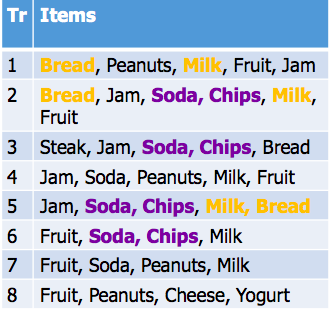 Tr Items
1 Bread, Peanuts, Milk, Fruit, Jam
2 Bread, Jam, Soda, Chips, Milk,
Fruit
3 Steak, Jam, Soda, Chips, Bread
4 Jam, Soda, Peanuts, Milk, Fruit
5 Jam, Soda, Chips, Milk, Bread
6 Fruit, Soda, Chips, Milk
7 Fruit, Soda, Peanuts, Milk
8 Fruit, Peanuts, Cheese, Yogurt